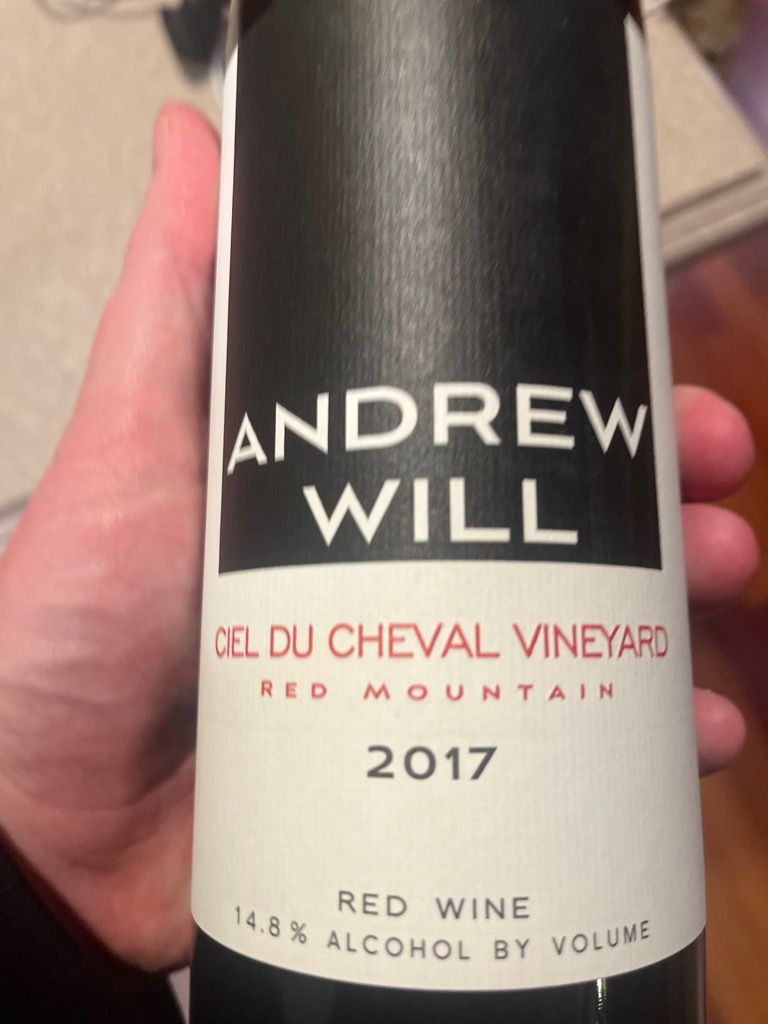 ANDREW
WILL
CIEL DU CHEVAL VINEYARD
RED MOUNTAIN
2017
RED WINE
14.8% ALCOHOL BY VOLUME